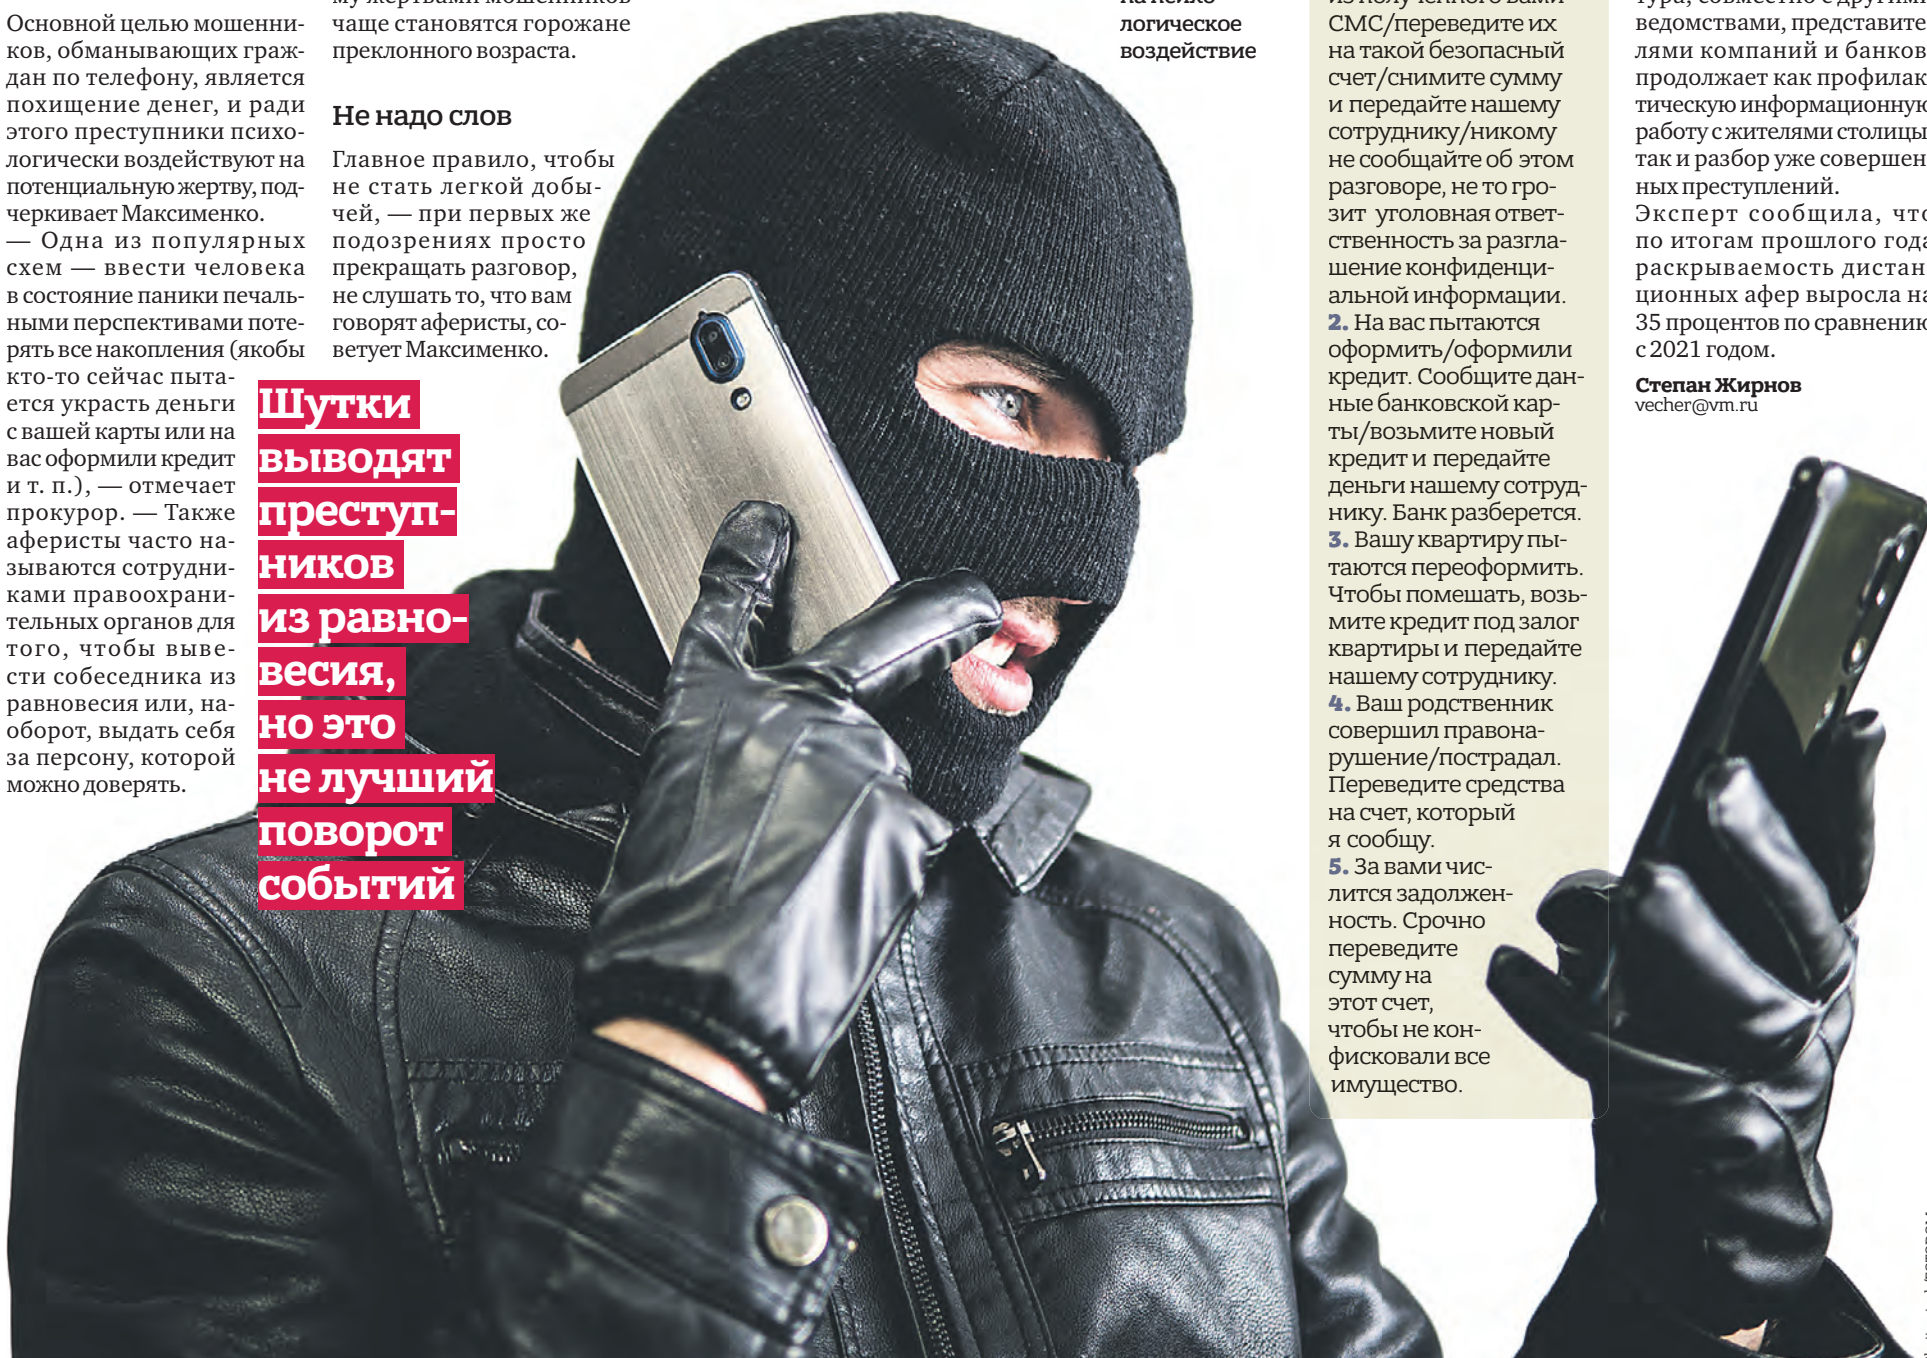 Основной целью мошенни-
ков, обманывающих граж-
дан по телефону, является
похищение денег, и ради
этого преступники психо-
логически воздействуют на
потенциальную жертву, под-
черкивает Максименко.
— Одна из популярных
схем — ввести человека
в состояние паники печаль-
ными перспективами поте-
рять все накопления (якобы
кто-то сейчас пыта-
ется украсть деньги
с вашей карты или на
вас оформили кредит
и т. п.), — отмечает
прокурор. — Также
аферисты часто на-
зываются сотрудни-
ками правоохрани-
тельных органов для
того, чтобы выве-
сти собеседника из
равновесия или, на-
оборот, выдать себя
за персону, которой
можно доверять.
му жертвами мошенников
чаще становятся горожане
преклонного возраста.
Не надо слов
Главное правило, чтобы
не стать легкой добы-
чей, — при первых же
подозрениях просто
прекращать разговор,
не слушать то, что вам
говорят аферисты, со-
ветует Максименко.
Шутки
выводят
преступ-
ников
из равно-
весия,
но это
не лучший
поворот
событий
на психо-
логическое
воздействие
из полученного вами
СМС/переведите их
на такой безопасный
счет/снимите сумму
и передайте нашему
сотруднику/никому
не сообщайте об этом
разговоре, не то гро-
зит уголовная ответ-
ственность за разгла-
шение конфиденци-
альной информации.
2. На вас пытаются
оформить/оформили
кредит. Сообщите дан-
ные банковской кар-
ты/возьмите новый
кредит и передайте
деньги нашему сотруд-
нику. Банк разберется.
3. Вашу квартиру пы-
таются переоформить.
Чтобы помешать, возь-
мите кредит под залог
квартиры и передайте
нашему сотруднику.
4. Ваш родственник
совершил правона-
рушение/пострадал.
Переведите средства
на счет, который
я сообщу.
5. За вами чис-
лится задолжен-
ность. Срочно
переведите
сумму на
этот счет,
чтобы не кон-
фисковали все
имущество.
тура, совместно с другими
ведомствами, представите-
лями компаний и банков
продолжает как профилак-
тическую информационную
работу с жителями столицы,
так и разбор уже совершен-
ных преступлений.
Эксперт сообщила, что
по итогам прошлого года
раскрываемость дистан-
ционных афер выросла на
35 процентов по сравнению
с 2021 годом.
Степан Жирнов
vecher@vm.ru